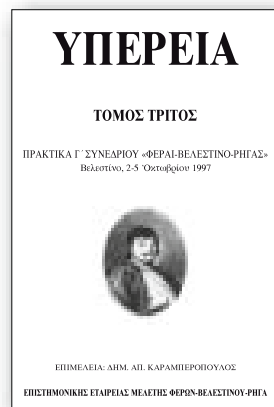 ΥΠΕΡΕΙΑ
ΤΟΜΟΣ ΤΡΙΤΟΣ
ΠΡΑΚΤΙΚΑ Γ΄ ΣΥΝΕΔΡΙΟΥ «ΦΕΡΑΙ-ΒΕΛΕΣΤΙΝΟ-ΡΗΓΑΣ»
Βελεστίνο, 2-5 Ὀκτωβρίου 1997
ΕΠΙΜΕΛΕΙΑ: ΔΗΜ. ΑΠ. ΚΑΡΑΜΠΕΡΟΠΟΥΛΟΣ
ΕΠΙΣΤΗΜΟΝΙΚΗΣ ΕΤΑΙΡΕΙΑΣ ΜΕΛΕΤΗΣ ΦΕΡΩΝ-ΒΕΛΕΣΤΙΝΟΥ-ΡΗΓΑ